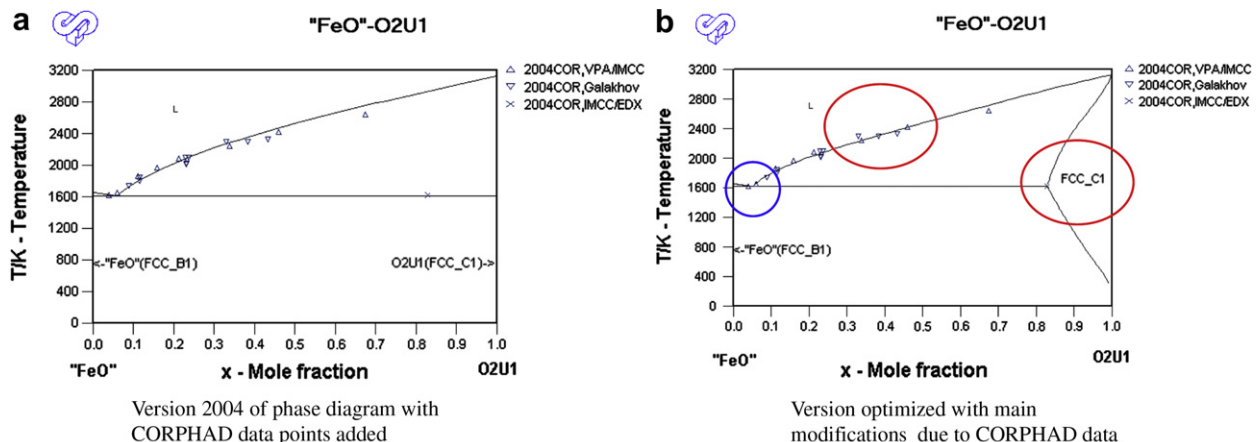 a
"FeO"-O2U1
2004COR,VPA/IMCC
2004COR,Galakhov
2004COR,IMCC/EDX
T/K - Temperature
3200
2800
2400
2000
1600
1200
800
400
0
L
<-"FeO"(FCC_B1)
O2U1(FCC_C1)->
0.0 0.1 0.2 0.3 0.4 0.5 0.6 0.7 0.8 0.9 1.0
"FeO" x - Mole fraction O2U1
Version 2004 of phase diagram with
CORPHAD data points added
b
"FeO"-O2U1
2004COR,VPA/IMCC
2004COR,Galakhov
2004COR,IMCC/EDX
T/K - Temperature
3200
2800
2400
2000
1600
1200
800
400
0
L
FCC_C1
<-"FeO"(FCC_B1)
0.0 0.1 0.2 0.3 0.4 0.5 0.6 0.7 0.8 0.9 1.0
"FeO" x - Mole fraction O2U1
Version optimized with main
modifications due to CORPHAD data